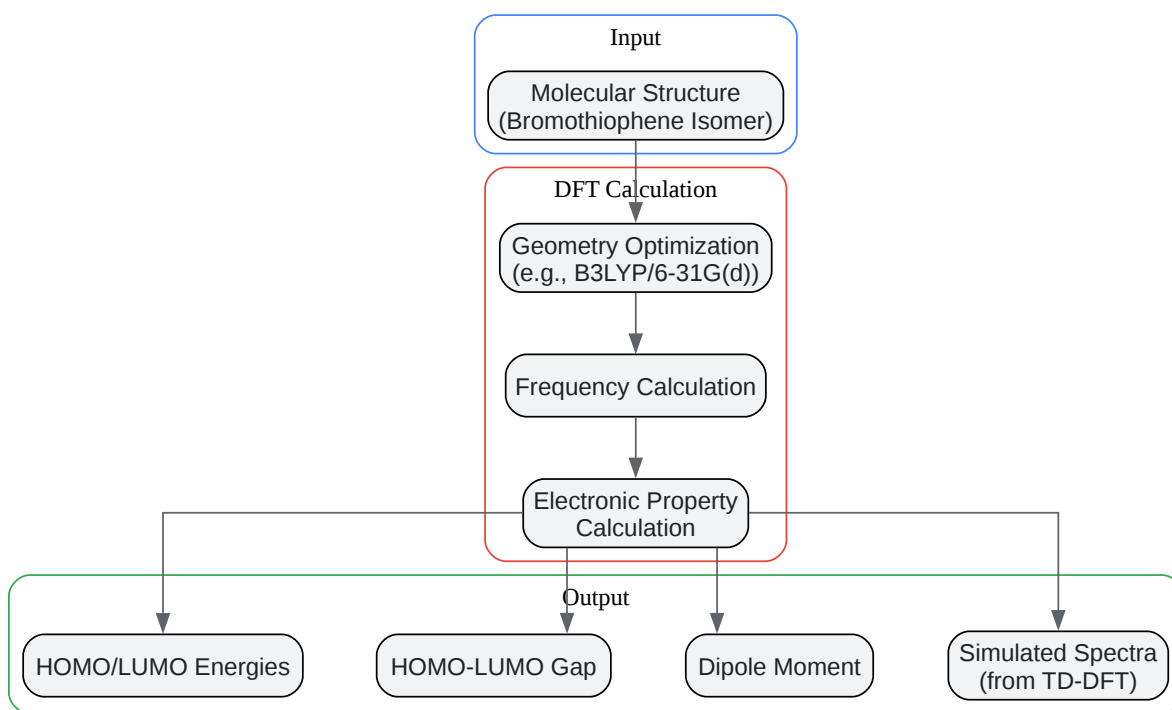 Input
Molecular Structure
(Bromothiophene Isomer)
DFT Calculation
Geometry Optimization
(e.g., B3LYP/6-31G(d))
Frequency Calculation
Electronic Property
Calculation
Output
HOMO/LUMO Energies
HOMO-LUMO Gap
Dipole Moment
Simulated Spectra
(from TD-DFT)